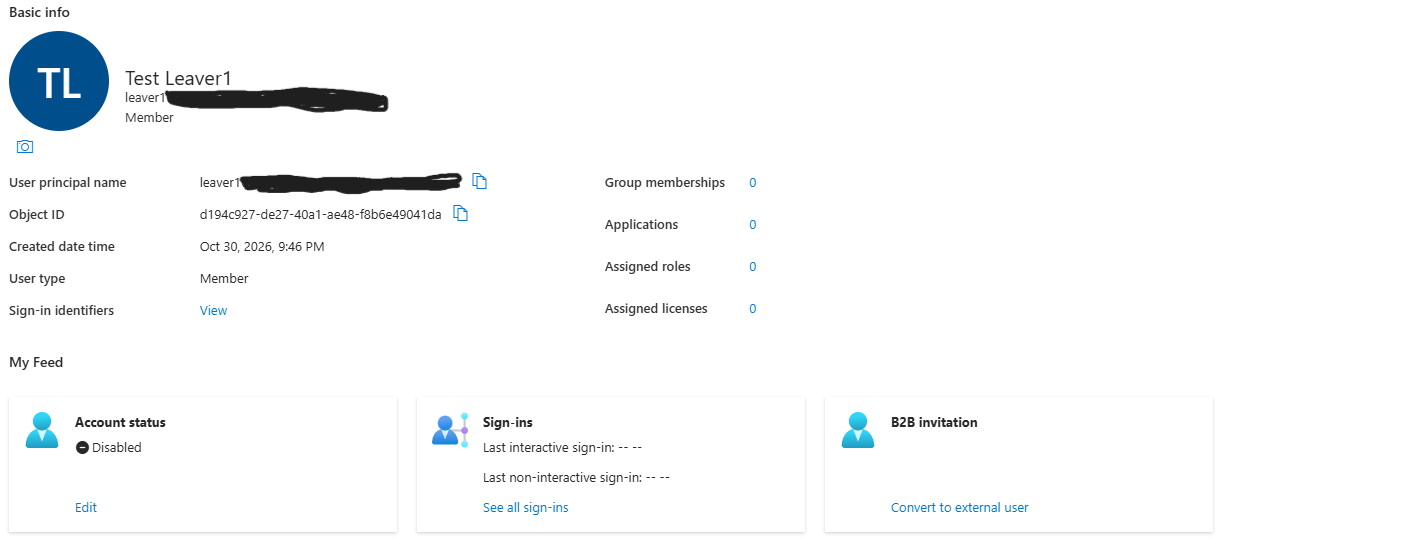 Basic info
TL
Test Leaver1
leaver1
Member
User principal name leaver1
Object ID d194c927-de27-40a1-ae48-f8b6e49041da
Created date time Oct 30, 2026, 9:46 PM
User type Member
Sign-in identifiers View
Group memberships 0
Applications 0
Assigned roles 0
Assigned licenses 0
My Feed
Account status
Disabled
Edit
Sign-ins
Last interactive sign-in: -- --
Last non-interactive sign-in: -- --
See all sign-ins
B2B invitation
Convert to external user